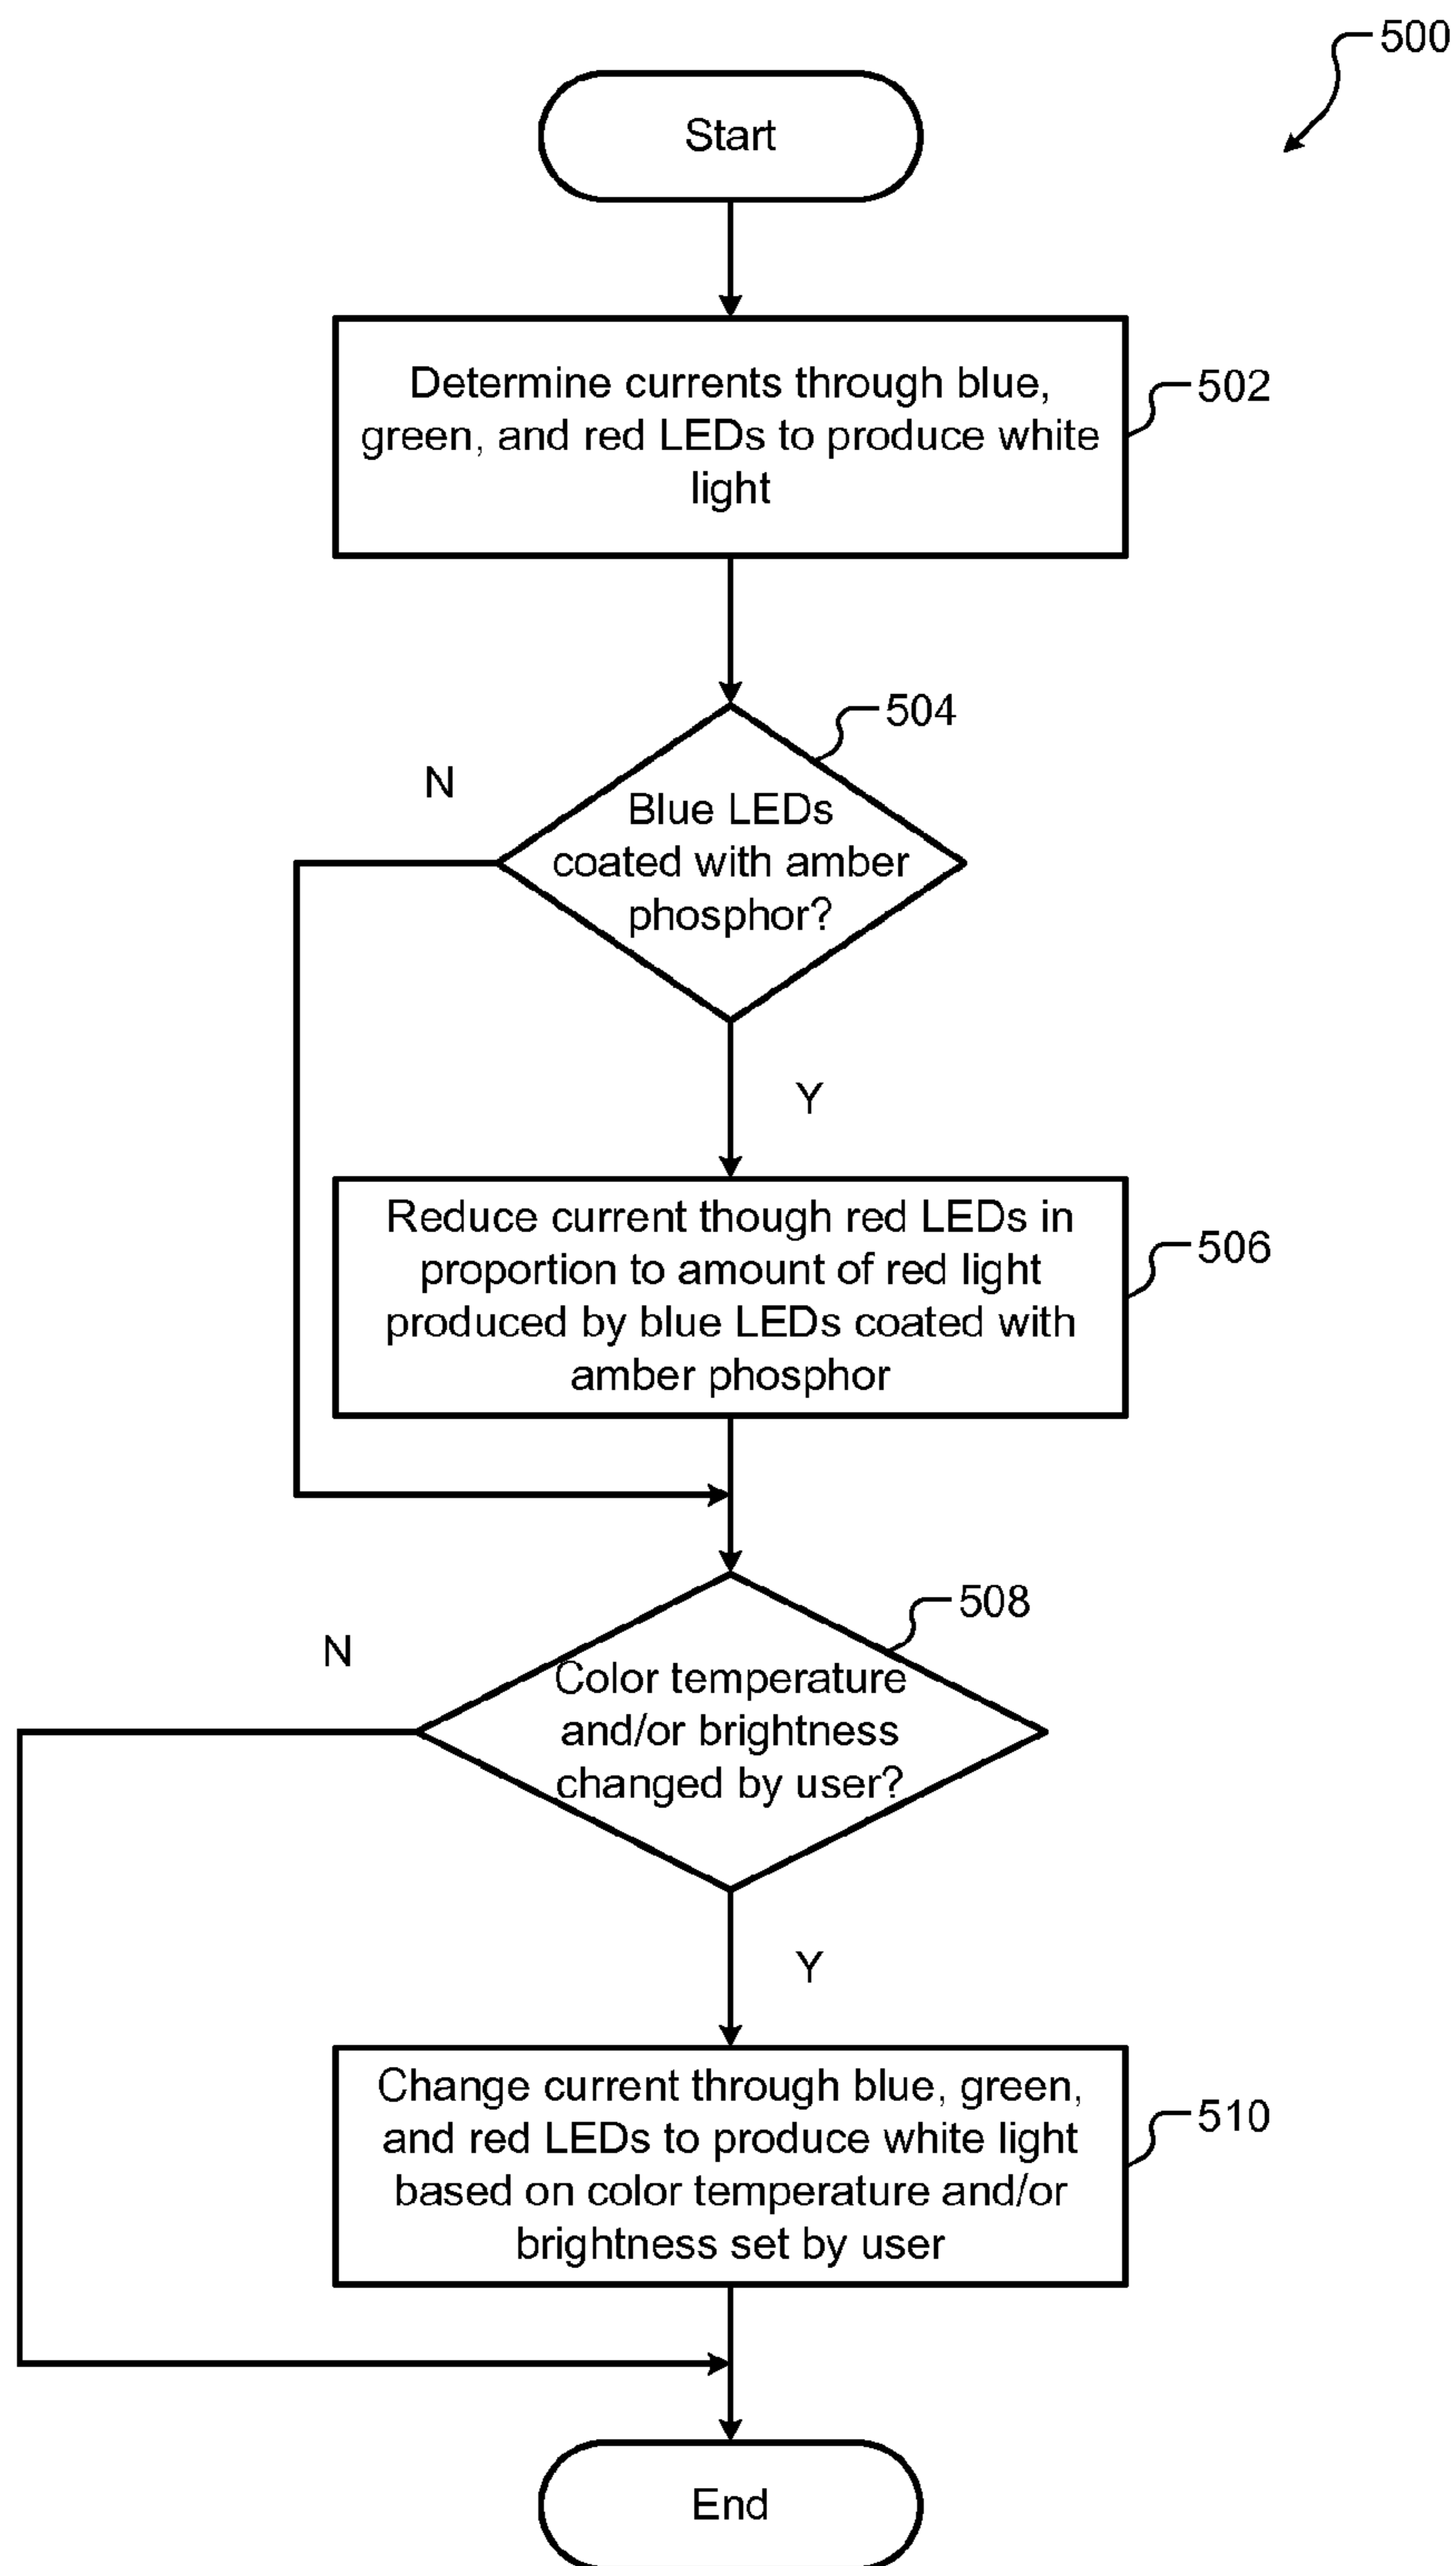 500
Start
Determine currents through blue,
green, and red LEDs to produce white
light
502
504
N
Blue LEDs
coated with amber
phosphor?
Y
Reduce current though red LEDs in
proportion to amount of red light
produced by blue LEDs coated with
amber phosphor
506
508
N
Color temperature
and/or brightness
changed by user?
Y
Change current through blue, green,
and red LEDs to produce white light
based on color temperature and/or
brightness set by user
510
End